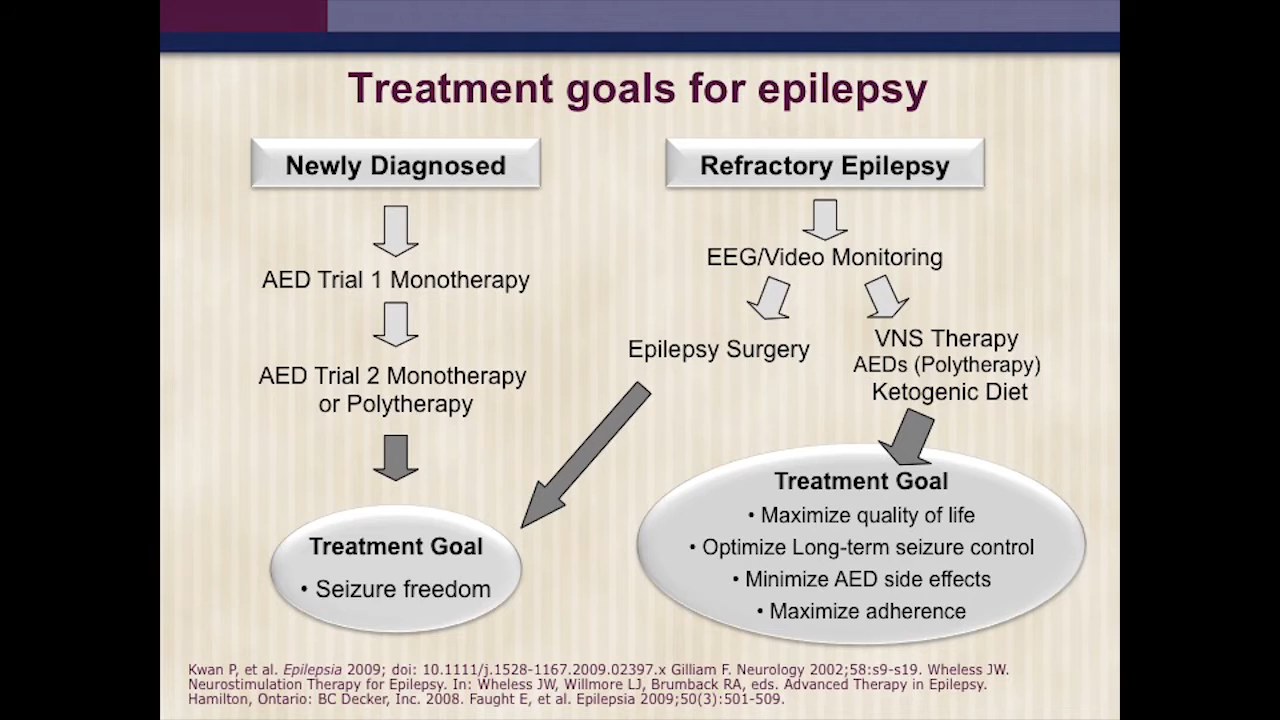 Treatment goals for epilepsy
Newly Diagnosed
AED Trial 1 Monotherapy
AED Trial 2 Monotherapy
or Polytherapy
Treatment Goal
• Seizure freedom
Refractory Epilepsy
EEG/Video Monitoring
Epilepsy Surgery
VNS Therapy
AEDs (Polytherapy)
Ketogenic Diet
Treatment Goal
• Maximize quality of life
• Optimize Long-term seizure control
• Minimize AED side effects
• Maximize adherence
Kwan P, et al. Epilepsia 2009; doi: 10.1111/j.1528-1167.2009.02397.x Gilliam F. Neurology 2002;58:s9-s19. Wheless JW.
Neurostimulation Therapy for Epilepsy. In: Wheless JW, Willmore LJ, Brumback RA, eds. Advanced Therapy in Epilepsy.
Hamilton, Ontario: BC Decker, Inc. 2008. Faught E, et al. Epilepsia 2009;50(3):501-509.